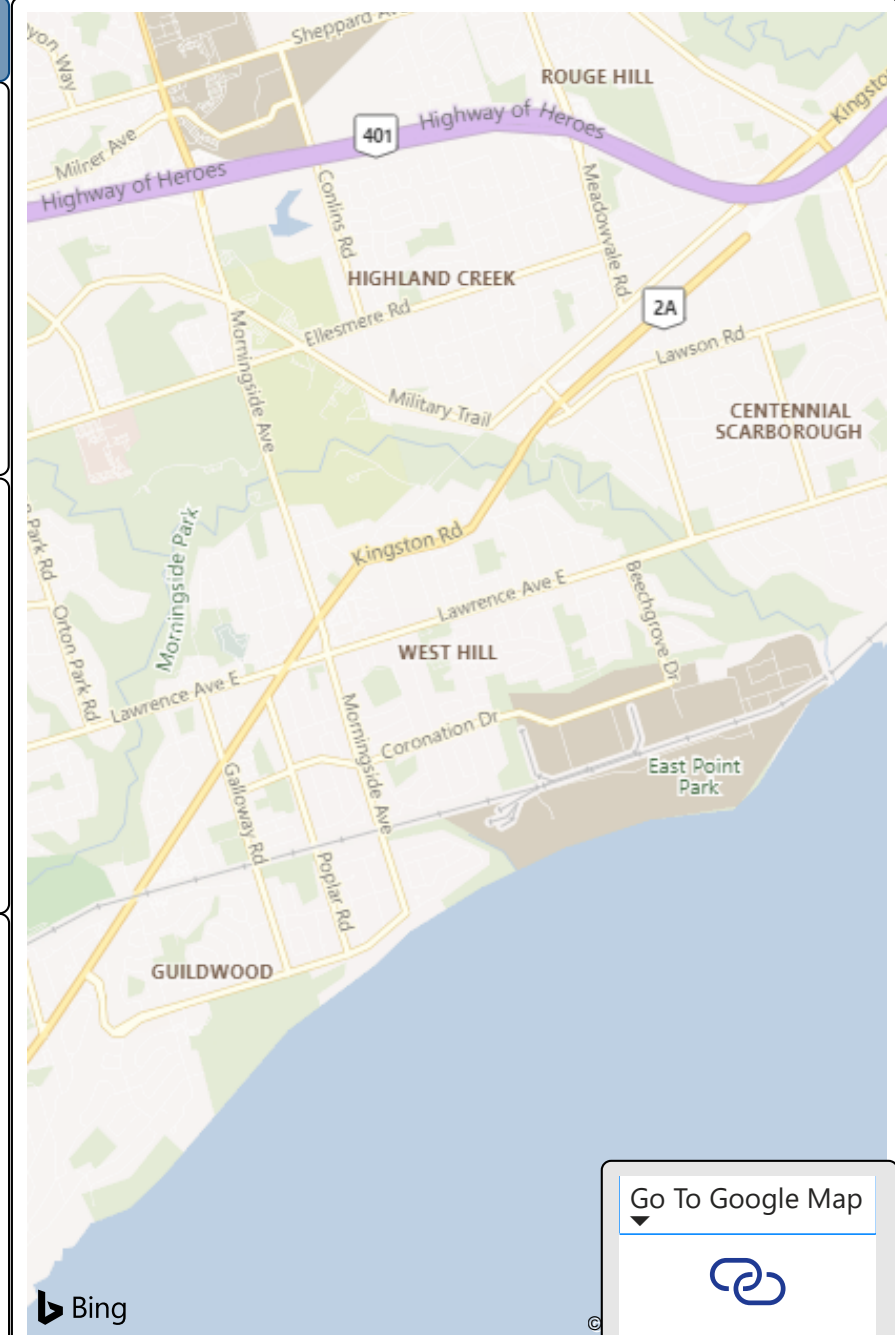 Sheppard Ave
yon Way
ROUGE HILL
Kingsto
401
Highway of Heroes
Milner Ave
Highway of Heroes
Conlins Rd
Meadowvale Rd
HIGHLAND CREEK
2A
Ellesmere Rd
Morningside Ave
Lawson Rd
Military Trail
CENTENNIAL
SCARBOROUGH
Park Rd
Morningside Park
Kingston Rd
Beechgrove Dr
Lawrence Ave E
Orton Park Rd
WEST HILL
Lawrence Ave E
Morningside Ave
Coronation Dr
East Point
Park
Galloway Rd
Poplar Rd
GUILDWOOD
Go To Google Map
Bing
©